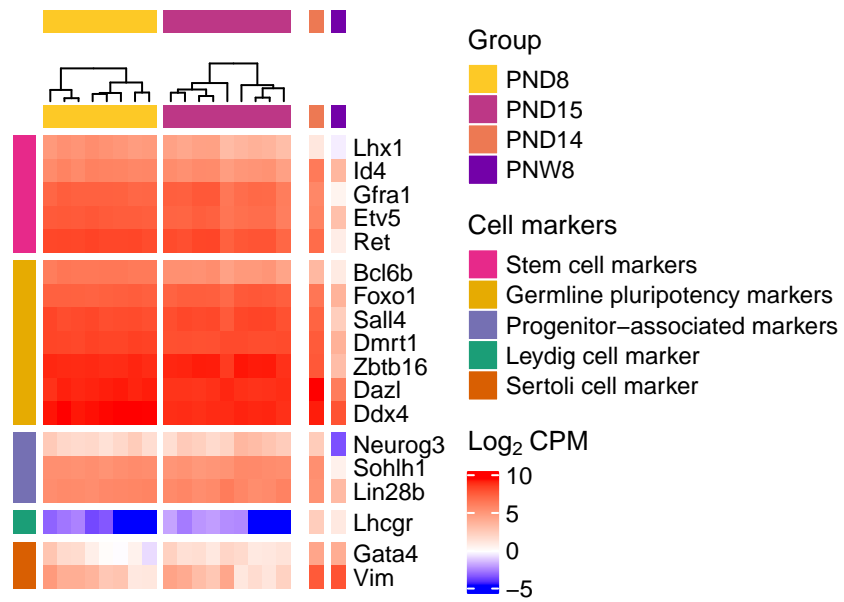 Group
PND8
PND15
PND14
PNW8
Lhx1
Id4
Gfra1
Etv5
Ret
Bcl6b
Foxo1
Sall4
Dmrt1
Zbtb16
Dazl
Ddx4
Neurog3
Sohlh1
Lin28b
Lhcgr
Gata4
Vim
Cell markers
Stem cell markers
Germline pluripotency markers
Progenitor−associated markers
Leydig cell marker
Sertoli cell marker
Log₂ CPM
10
5
0
−5